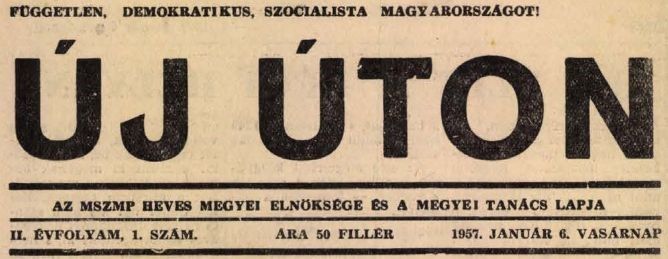 FÜGGETLEN, DEMOKRATIKUS, SZOCIALISTA MAGYARORSZÁGOT!
ÚJ ÚTON
AZ MSZMP HEVES MEGYEI ELNÖKSÉGE ÉS A MEGYEI TANÁCS LAPJA
II. ÉVFOLYAM, 1. SZÁM. ÁRA 50 FILLÉR 1957. JANUÁR 6. VASÁRNAP